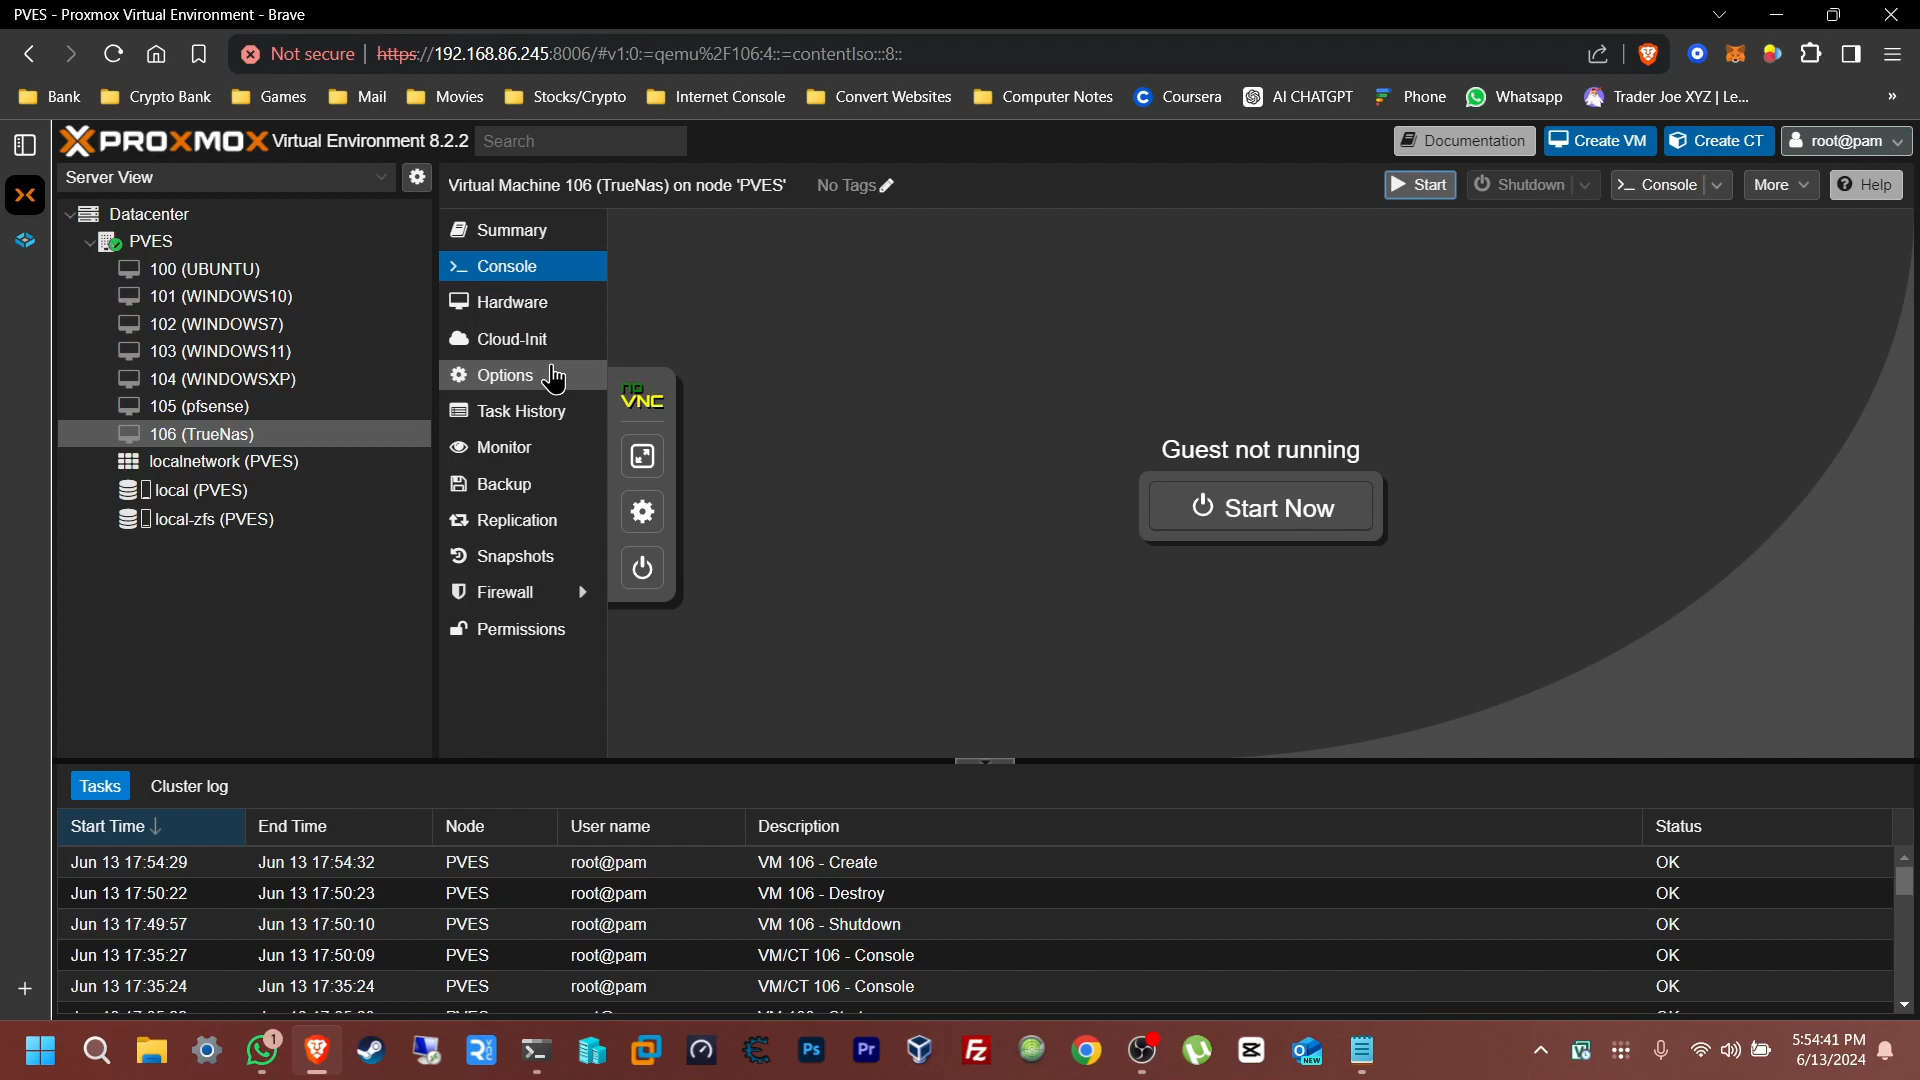 PVES - Proxmox Virtual Environment - Brave
Not secure | https://192.168.86.245:8006/#v1:0:=qemu%2F106:4::=contentIso:::8::
Bank Crypto Bank Games Mail Movies Stocks/Crypto Internet Console Convert Websites Computer Notes Coursera AI CHATGPT Phone Whatsapp Trader Joe XYZ | Le... »
PROXMOX Virtual Environment 8.2.2 Search Documentation Create VM Create CT root@pam
Server View
Virtual Machine 106 (TrueNas) on node 'PVES' No Tags Start Shutdown Console More Help
Datacenter
PVES
100 (UBUNTU)
101 (WINDOWS10)
102 (WINDOWS7)
103 (WINDOWS11)
104 (WINDOWSXP)
105 (pfsense)
106 (TrueNas)
localnetwork (PVES)
local (PVES)
local-zfs (PVES)
Summary
Console
Hardware
Cloud-Init
Options
Task History
Monitor
Backup
Replication
Snapshots
Firewall
Permissions
no
VNC
Guest not running
Start Now
Tasks Cluster log
Start Time End Time Node User name Description Status
Jun 13 17:54:29 Jun 13 17:54:32 PVES root@pam VM 106 - Create OK
Jun 13 17:50:22 Jun 13 17:50:23 PVES root@pam VM 106 - Destroy OK
Jun 13 17:49:57 Jun 13 17:50:10 PVES root@pam VM 106 - Shutdown OK
Jun 13 17:35:27 Jun 13 17:50:09 PVES root@pam VM/CT 106 - Console OK
Jun 13 17:35:24 Jun 13 17:35:24 PVES root@pam VM/CT 106 - Console OK
1
Ps
Pr
Fz
NEW
5:54:41 PM
6/13/2024